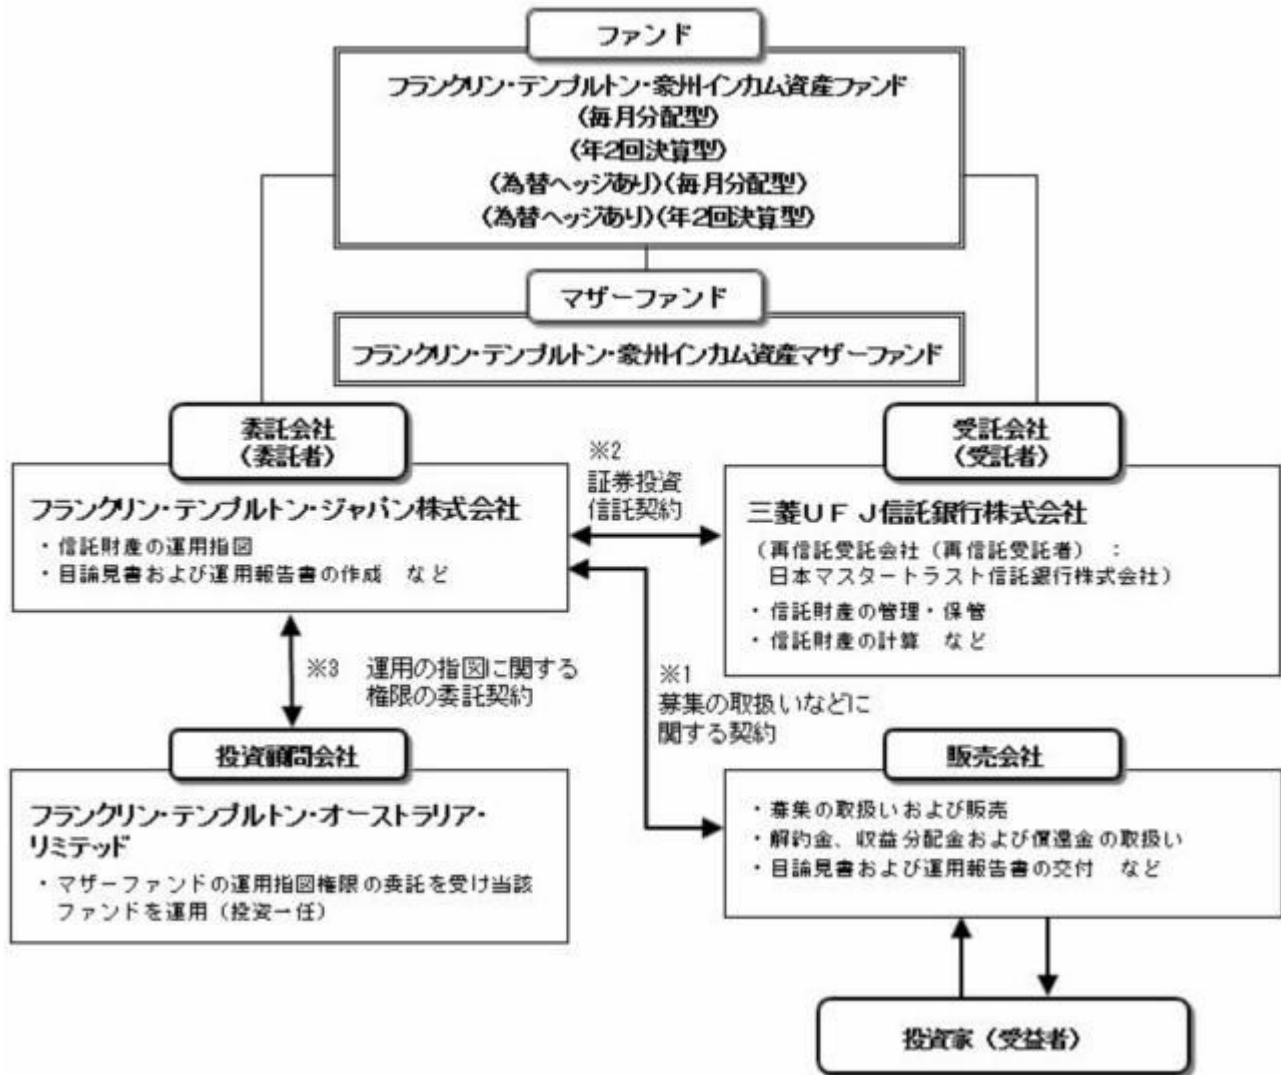 ファンド
フランクリン・テンプルトン・豪州インカム資産ファンド
(毎月分配型)
(年2回決算型)
(為替ヘッジあり)(毎月分配型)
(為替ヘッジあり)(年2回決算型)
マザーファンド
フランクリン・テンプルトン・豪州インカム資産マザーファンド
委託会社
(委託者)
フランクリン・テンプルトン・ジャパン株式会社
・信託財産の運用指図
・目論見書および運用報告書の作成 など
※2
証券投資
信託契約
受託会社
(受託者)
三菱UFJ信託銀行株式会社
(再信託受託会社(再信託受託者) :
日本マスタートラスト信託銀行株式会社)
・信託財産の管理・保管
・信託財産の計算 など
※3 運用の指図に関する
権限の委託契約
※1
募集の取扱いなどに
関する契約
投資顧問会社
フランクリン・テンプルトン・オーストラリア・
リミテッド
・マザーファンドの運用指図権限の委託を受け当該
ファンドを運用(投資一任)
販売会社
・募集の取扱いおよび販売
・解約金、収益分配金および償還金の取扱い
・目論見書および運用報告書の交付 など
投資家(受益者)